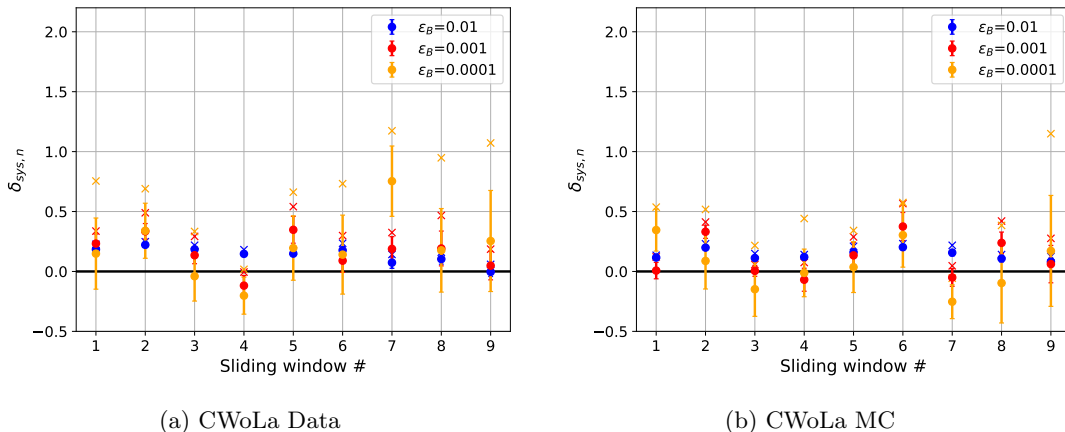 2.0
1.5
1.0
0.5
0.0
−0.5
δsys,n
1 2 3 4 5 6 7 8 9
Sliding window #
εB=0.01
εB=0.001
εB=0.0001
(a) CWoLa Data
2.0
1.5
1.0
0.5
0.0
−0.5
δsys,n
1 2 3 4 5 6 7 8 9
Sliding window #
εB=0.01
εB=0.001
εB=0.0001
(b) CWoLa MC